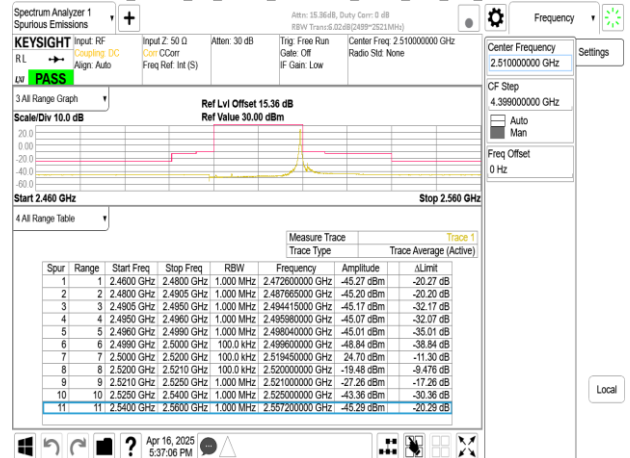 Spectrum Analyzer 1
Spurious Emissions
Attn: 15.36dB, Duty Corr: 0 dB
RBW Trans:6.02dB(2499~2521MHz)
Frequency
KEYSIGHT
Input: RF
Coupling: DC
Align: Auto
Input Z: 50 Ω
Corr CCorr
Freq Ref: Int (S)
Atten: 30 dB
Trig: Free Run
Gate: Off
IF Gain: Low
Center Freq: 2.510000000 GHz
Radio Std: None
RL
LXI
PASS
Center Frequency
2.510000000 GHz
Settings
CF Step
4.399000000 GHz
Auto
Man
Freq Offset
0 Hz
3 All Range Graph
Scale/Div 10.0 dB
Ref Lvl Offset 15.36 dB
Ref Value 30.00 dBm
20.0
0.00
-20.0
-40.0
-60.0
Start 2.460 GHz
Stop 2.560 GHz
4 All Range Table
Measure Trace Trace 1
Trace Type Trace Average (Active)
Spur Range Start Freq Stop Freq RBW Frequency Amplitude ΔLimit
1 1 2.4600 GHz 2.4800 GHz 1.000 MHz 2.472600000 GHz -45.27 dBm -20.27 dB
2 2 2.4800 GHz 2.4905 GHz 1.000 MHz 2.487665000 GHz -45.20 dBm -20.20 dB
3 3 2.4905 GHz 2.4950 GHz 1.000 MHz 2.494415000 GHz -45.17 dBm -32.17 dB
4 4 2.4950 GHz 2.4960 GHz 1.000 MHz 2.495980000 GHz -45.07 dBm -32.07 dB
5 5 2.4960 GHz 2.4990 GHz 1.000 MHz 2.498040000 GHz -45.01 dBm -35.01 dB
6 6 2.4990 GHz 2.5000 GHz 100.0 kHz 2.499600000 GHz -48.84 dBm -38.84 dB
7 7 2.5000 GHz 2.5200 GHz 100.0 kHz 2.519450000 GHz 24.70 dBm -11.30 dB
8 8 2.5200 GHz 2.5210 GHz 100.0 kHz 2.520000000 GHz -19.48 dBm -9.476 dB
9 9 2.5210 GHz 2.5250 GHz 1.000 MHz 2.521000000 GHz -27.26 dBm -17.26 dB
10 10 2.5250 GHz 2.5400 GHz 1.000 MHz 2.525000000 GHz -43.36 dBm -30.36 dB
11 11 2.5400 GHz 2.5600 GHz 1.000 MHz 2.557200000 GHz -45.29 dBm -20.29 dB
Local
?
Apr 16, 2025
5:37:06 PM